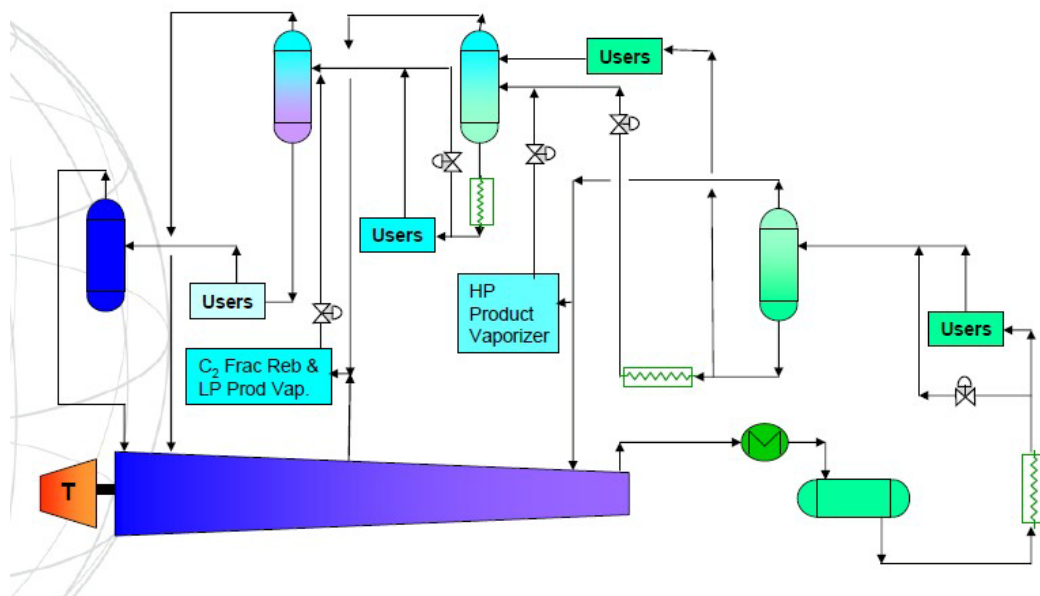 Users
Users
Users
HP
Product
Vaporizer
Users
C₂ Frac Reb &
LP Prod Vap.
T